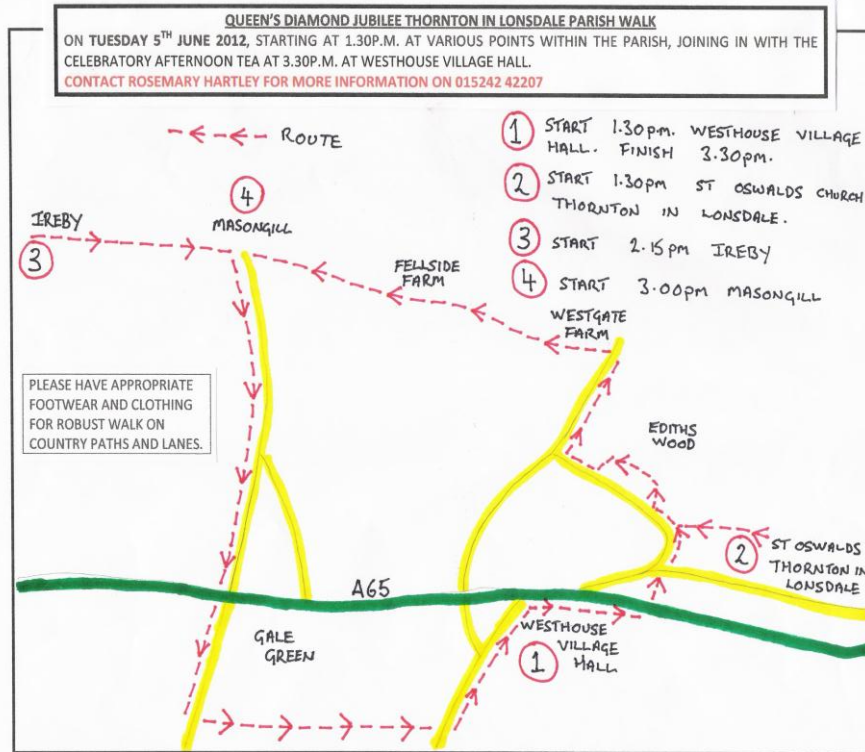 QUEEN'S DIAMOND JUBILEE THORNTON IN LONSDALE PARISH WALK
ON TUESDAY 5TH JUNE 2012, STARTING AT 1.30P.M. AT VARIOUS POINTS WITHIN THE PARISH, JOINING IN WITH THE
CELEBRATORY AFTERNOON TEA AT 3.30P.M. AT WESTHOUSE VILLAGE HALL.
CONTACT ROSEMARY HARTLEY FOR MORE INFORMATION ON 015242 42207
ROUTE
1 START 1.30pm. WESTHOUSE VILLAGE
HALL. FINISH 3.30pm.
2 START 1.30pm ST OSWALDS CHURCH
THORNTON IN LONSDALE.
3 START 2.15pm IREBY
4 START 3.00pm MASONGILL
4
MASONGILL
IREBY
3
FELLSIDE
FARM
WESTGATE
FARM
PLEASE HAVE APPROPRIATE
FOOTWEAR AND CLOTHING
FOR ROBUST WALK ON
COUNTRY PATHS AND LANES.
EDITHS
WOOD
2
ST OSWALDS
THORNTON IN
LONSDALE
A65
GALE
GREEN
WESTHOUSE
VILLAGE
HALL
1